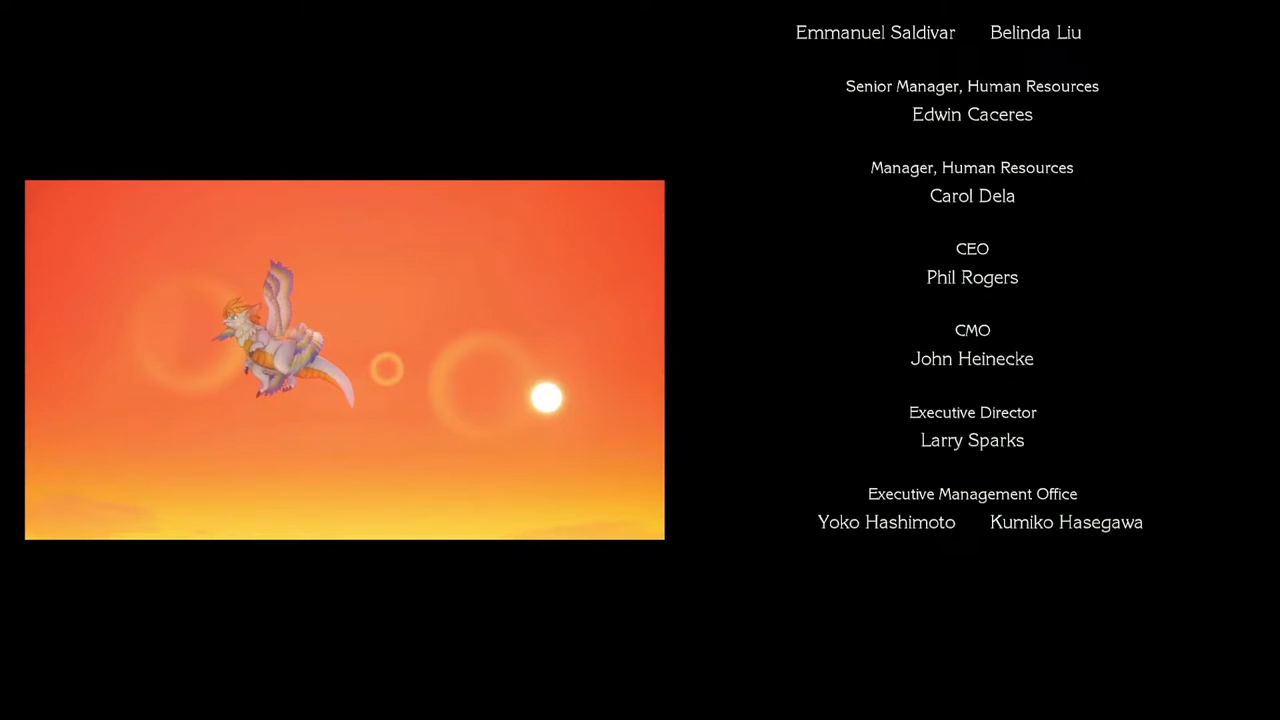 Emmanuel Saldivar Belinda Liu
Senior Manager, Human Resources
Edwin Caceres
Manager, Human Resources
Carol Dela
CEO
Phil Rogers
CMO
John Heinecke
Executive Director
Larry Sparks
Executive Management Office
Yoko Hashimoto Kumiko Hasegawa